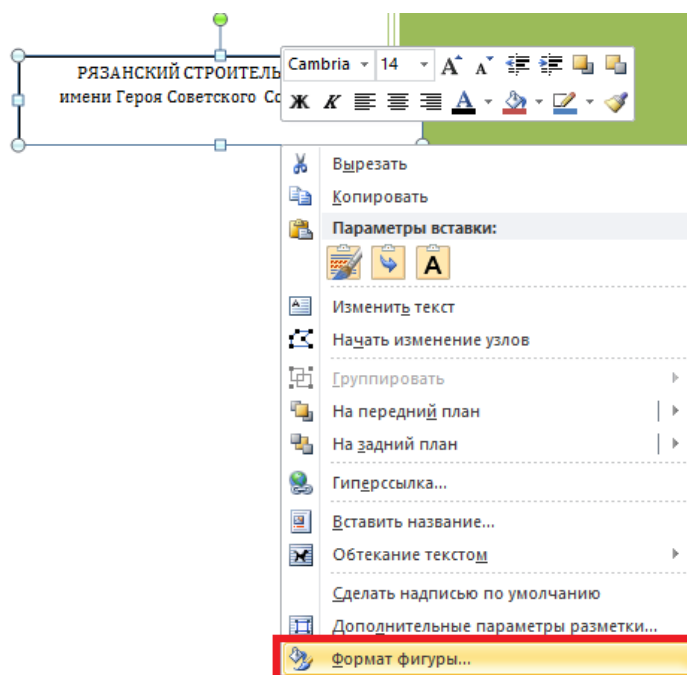 РЯЗАНСКИЙ СТРОИТЕЛЬ
имени Героя Советского Со
Cambria 14 A A
Ж К A
Вырезать
Копировать
Параметры вставки:
A
Изменить текст
Начать изменение узлов
Группировать
На передний план
На задний план
Гиперссылка...
Вставить название...
Обтекание текстом
Сделать надписью по умолчанию
Дополнительные параметры разметки...
Формат фигуры...